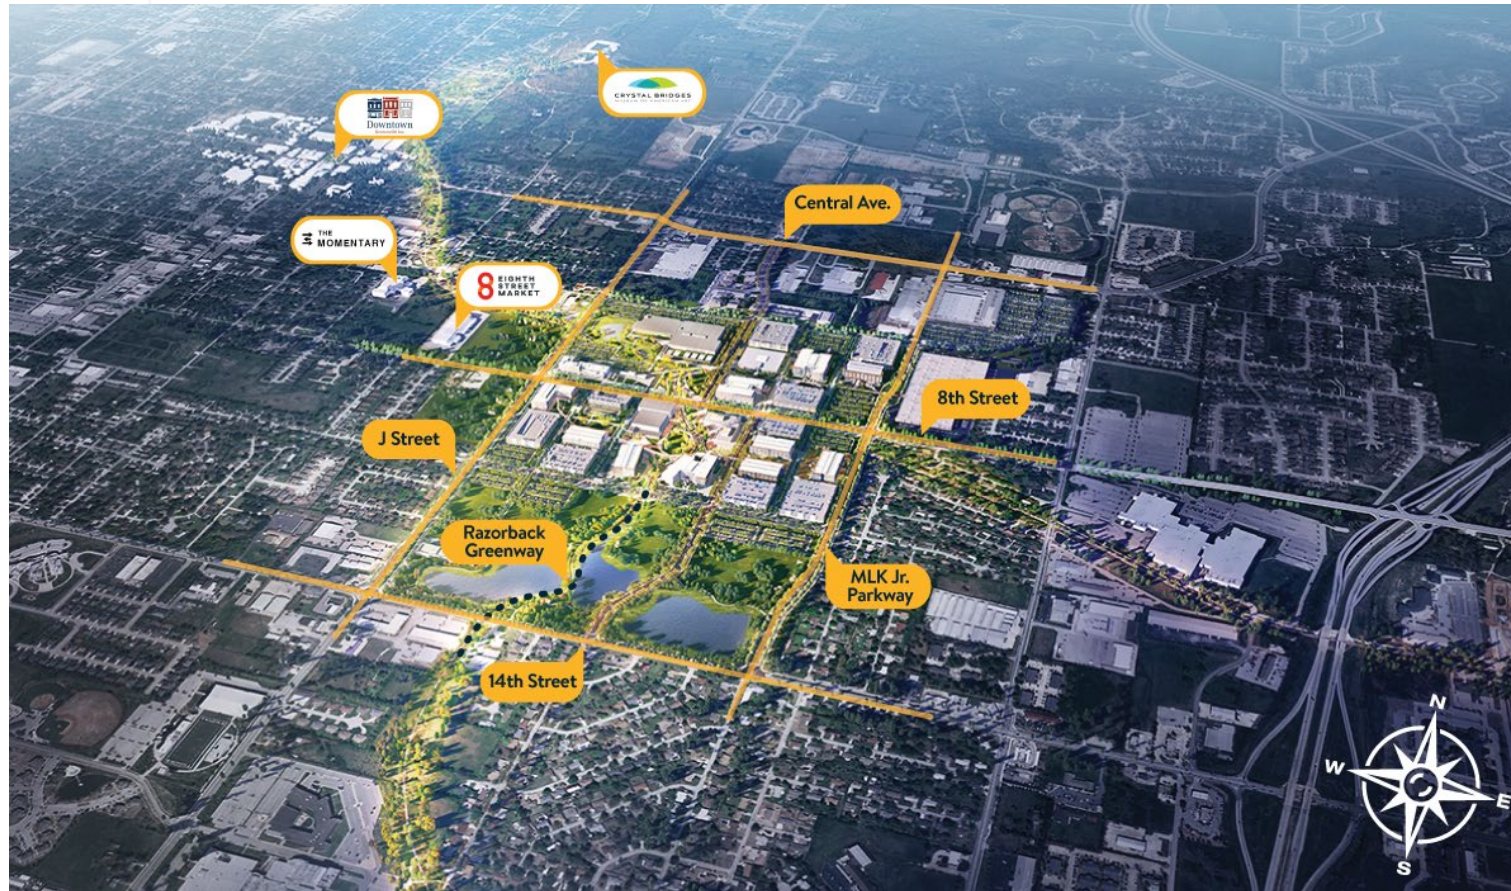 CRYSTAL BRIDGES
MUSEUM OF AMERICAN ART
Downtown
Central Ave.
THE
MOMENTARY
8 EIGHTH
STREET
MARKET
8th Street
J Street
Razorback
Greenway
MLK Jr.
Parkway
14th Street
N
W
E
S